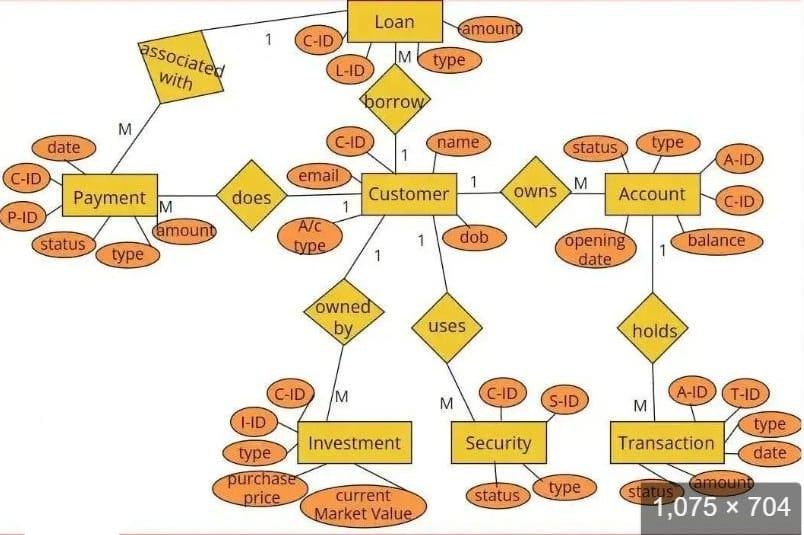 Loan
amount
associated
with
1
C-ID
M
type
L-ID
borrow
M
date
C-ID
1
name
status
type
A-ID
C-ID
email
Payment
M
does
1
Customer
1
owns
M
Account
C-ID
P-ID
status
type
amount
A/c
type
1
dob
opening
date
balance
1
1
owned
by
uses
holds
C-ID
M
M
C-ID
S-ID
M
A-ID
T-ID
I-ID
type
type
date
Investment
Security
Transaction
purchase
price
current
Market Value
status
type
status
amount
1,075 × 704